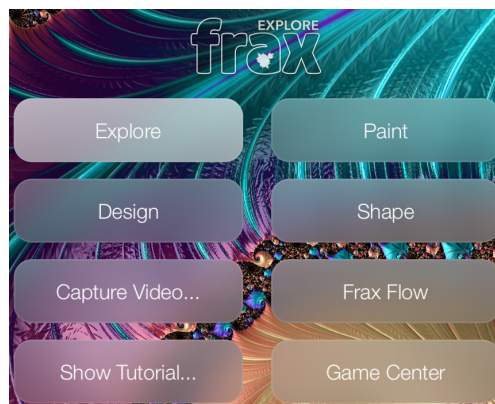 EXPLORE
frax
Explore
Paint
Design
Shape
Capture Video...
Frax Flow
Show Tutorial...
Game Center